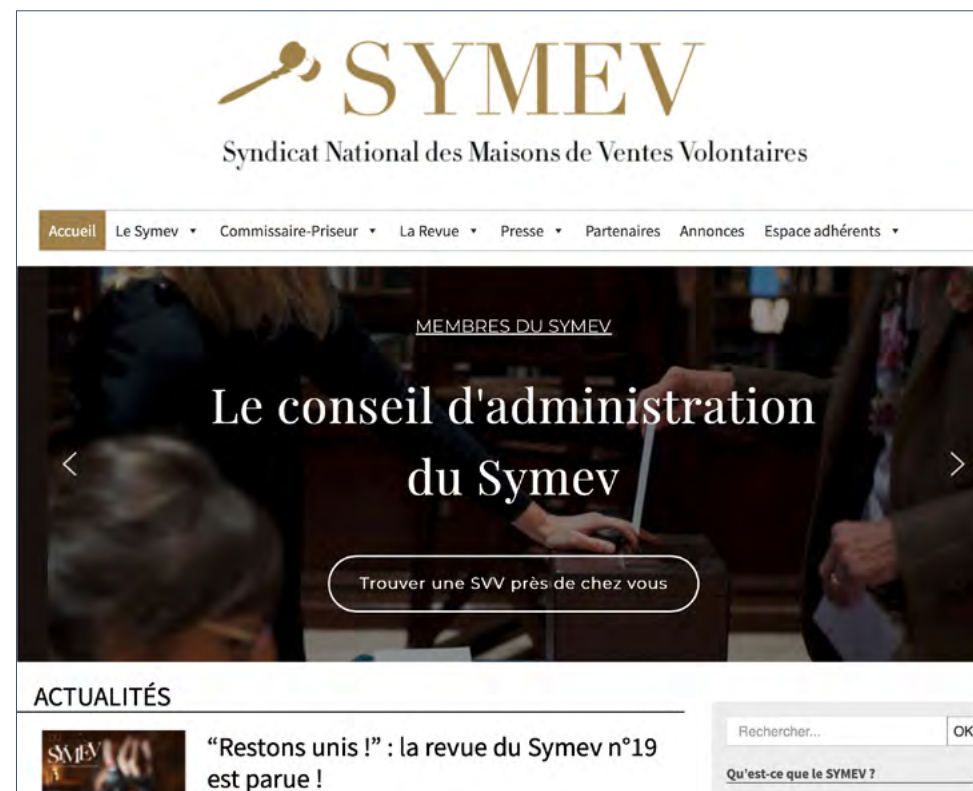 SYMEV
Syndicat National des Maisons de Ventes Volontaires
Accueil Le Symev ▾ Commissaire-Priseur ▾ La Revue ▾ Presse ▾ Partenaires Annonces Espace adhérents ▾
MEMBRES DU SYMEV
Le conseil d'administration
du Symev
Trouver une SVV près de chez vous
ACTUALITÉS
SYMEV
“Restons unis !” : la revue du Symev n°19
est parue !
Rechercher...
OK
Qu'est-ce que le SYMEV ?